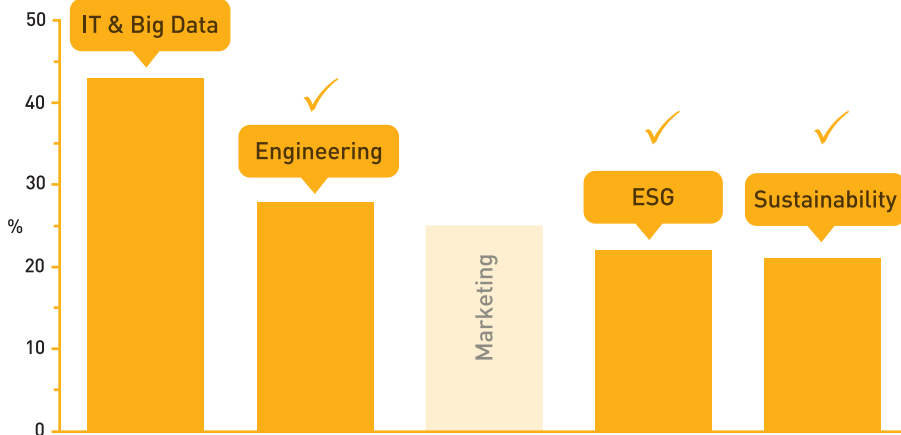 50
IT & Big Data
40
Engineering
30
ESG
Sustainability
%
20
Marketing
10
0